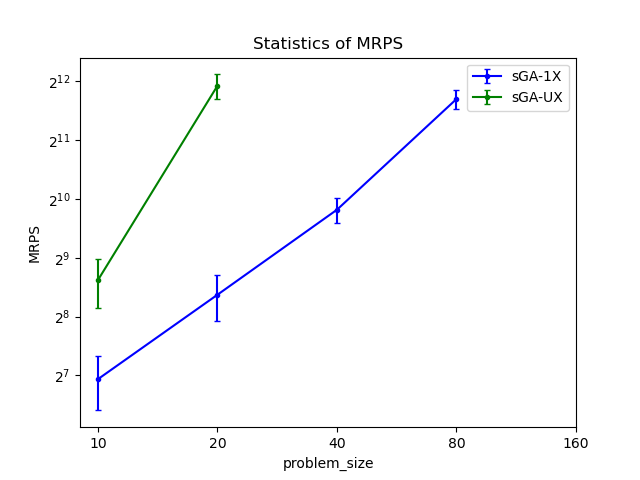 Statistics of MRPS
sGA-1X
sGA-UX
MRPS
2^12
2^11
2^10
2^9
2^8
2^7
10 20 40 80 160
problem_size